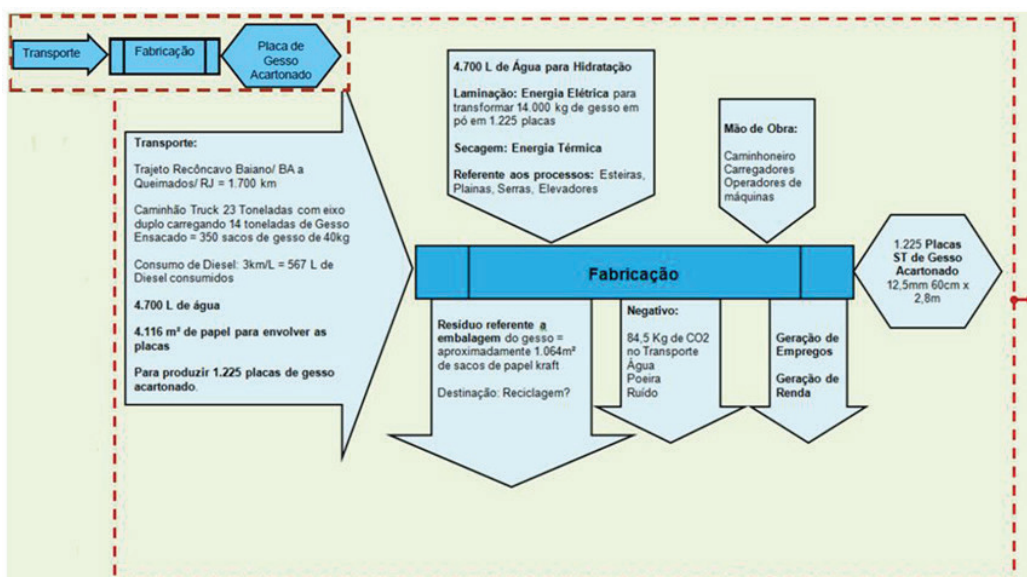 Transporte
Fabricação
Placa de
Gesso
Acartonado
Transporte:
Trajeto Recôncavo Baiano/ BA a
Queimados/ RJ = 1.700 km
Caminhão Truck 23 Toneladas com eixo
duplo carregando 14 toneladas de Gesso
Ensacado = 350 sacos de gesso de 40kg
Consumo de Diesel: 3km/L = 567 L de
Diesel consumidos
4.700 L de água
4.116 m² de papel para envolver as
placas
Para produzir 1.225 placas de gesso
acartonado.
4.700 L de Água para Hidratação
Laminação: Energia Elétrica para
transformar 14.000 kg de gesso em
pó em 1.225 placas
Secagem: Energia Térmica
Referente aos processos: Esteiras,
Plainas, Serras, Elevadores
Mão de Obra:
Caminhoneiro
Carregadores
Operadores de
máquinas
Fabricação
1.225 Placas
ST de Gesso
Acartonado
12,5mm 60cm x
2,8m
Resíduo referente a
embalagem do gesso =
aproximadamente 1.064m²
de sacos de papel kraft
Destinação: Reciclagem?
Negativo:
84,5 Kg de CO2
no Transporte
Água
Poeira
Ruído
Geração de
Empregos
Geração de
Renda